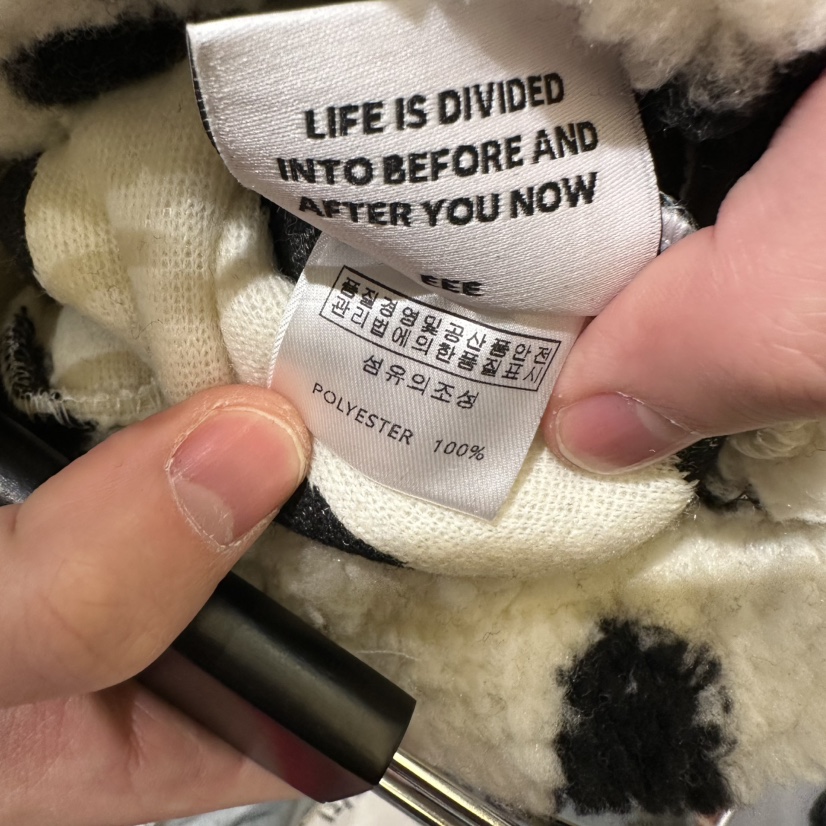 LIFE IS DIVIDED
INTO BEFORE AND
AFTER YOU NOW
EEE
품질경영 및 공산품안전
관리법에 의한 품질표시
섬유의조성
POLYESTER 100%